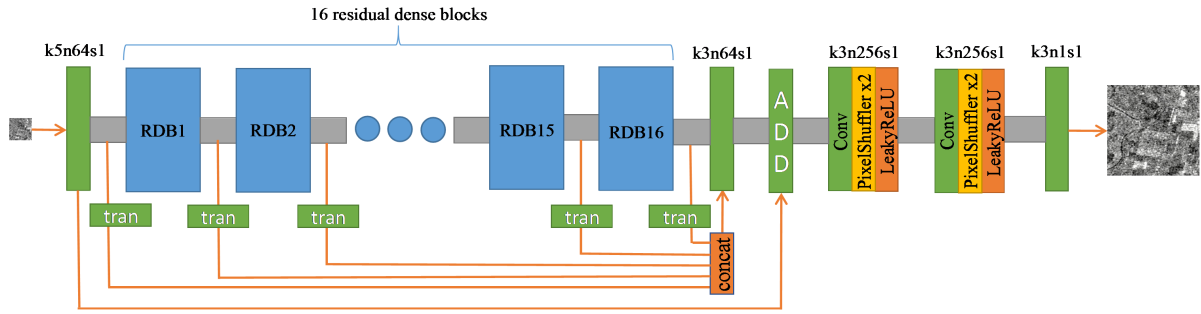 16 residual dense blocks
k5n64s1
k3n64s1
k3n256s1
k3n256s1
k3n1s1
RDB1
RDB2
RDB15
RDB16
ADD
Conv
PixelShuffler x2
LeakyReLU
Conv
PixelShuffler x2
LeakyReLU
tran
tran
tran
tran
tran
concat